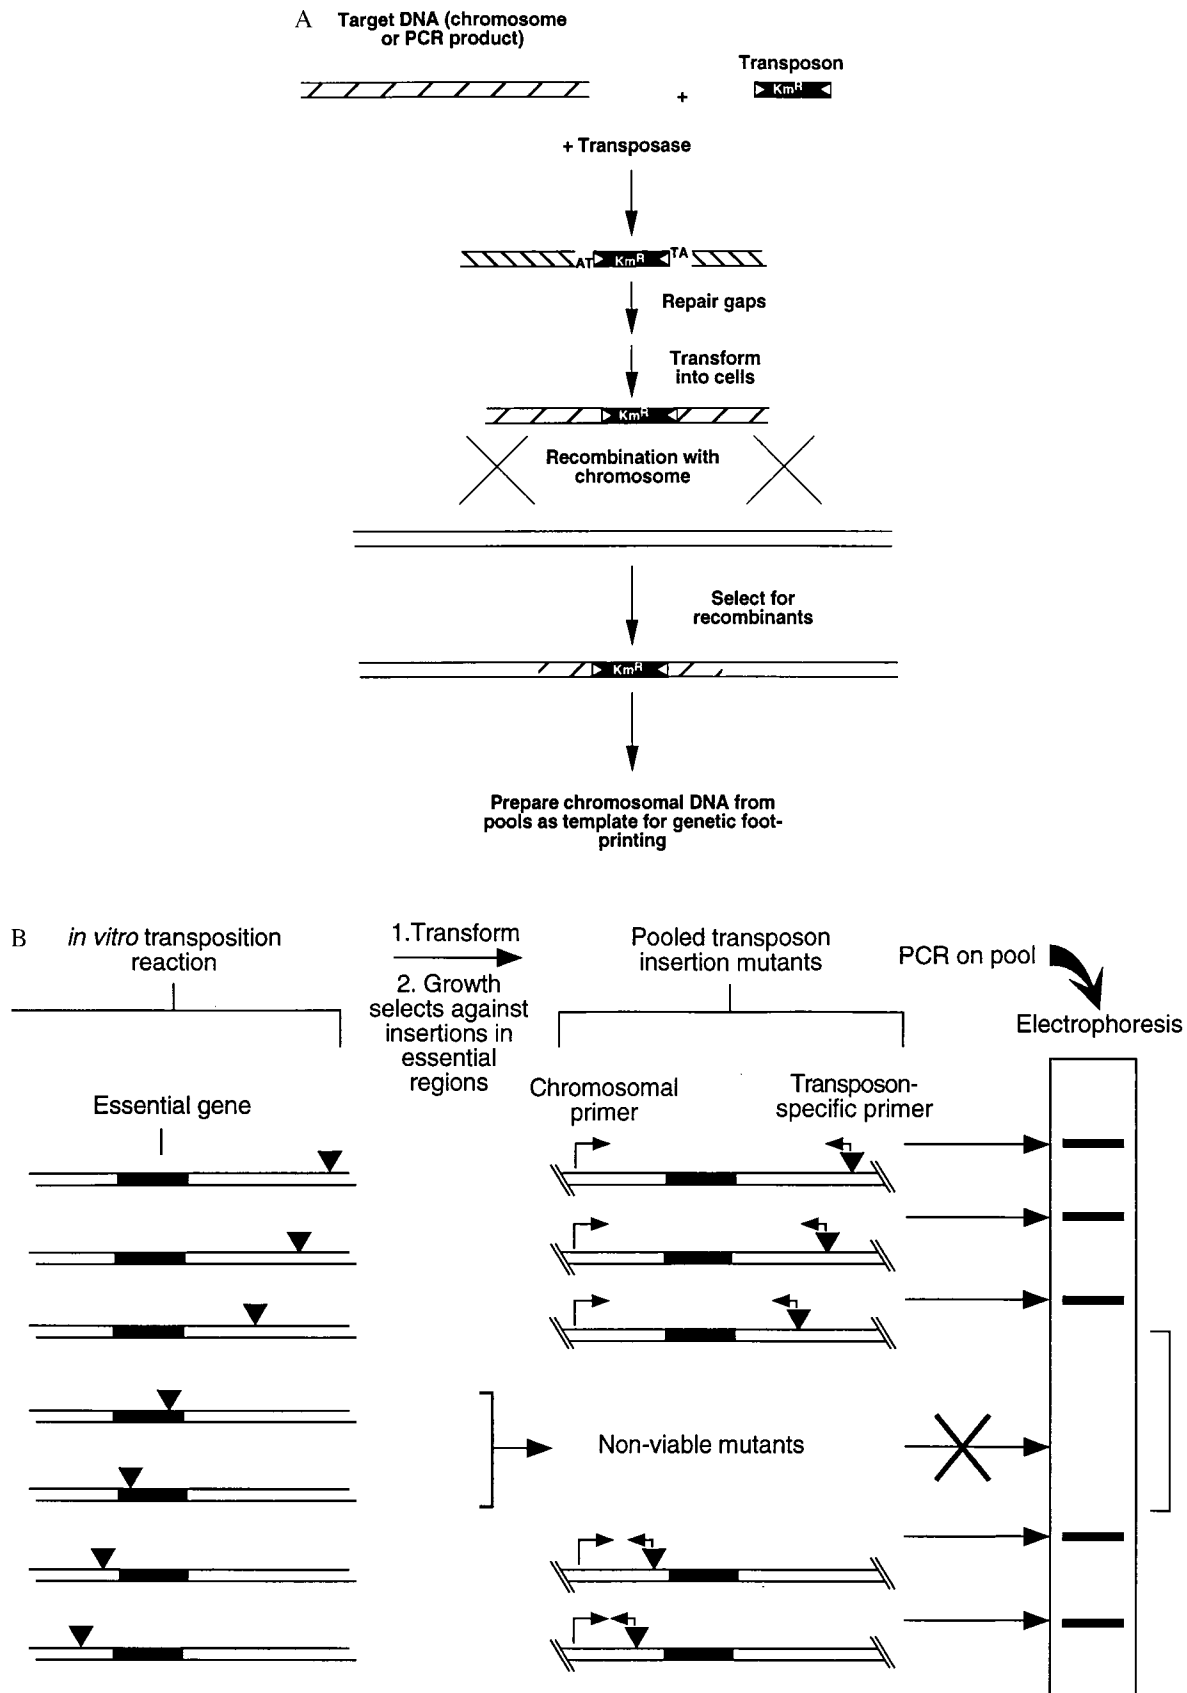 A
Target DNA (chromosome
or PCR product)
Transposon
KmR
+
+ Transposase
AT
KmR
TA
Repair gaps
Transform
into cells
KmR
Recombination with
chromosome
Select for
recombinants
KmR
Prepare chromosomal DNA from
pools as template for genetic foot-
printing
B
in vitro transposition
reaction
1.Transform
2. Growth
selects against
insertions in
essential
regions
Pooled transposon
insertion mutants
PCR on pool
Electrophoresis
Essential gene
Chromosomal
primer
Transposon-
specific primer
Non-viable mutants